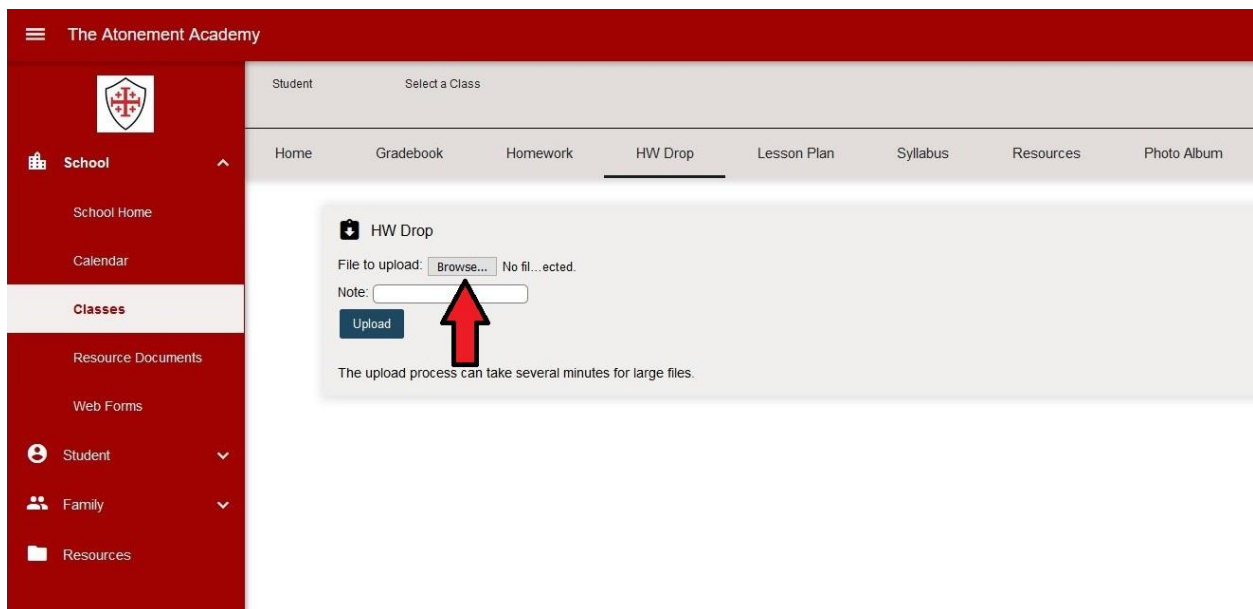 The Atonement Academy
Student Select a Class
School
Home Gradebook Homework HW Drop Lesson Plan Syllabus Resources Photo Album
School Home
Calendar
Classes
Resource Documents
Web Forms
Student
Family
Resources
HW Drop
File to upload: Browse... No fil...ected.
Note:
Upload
The upload process can take several minutes for large files.